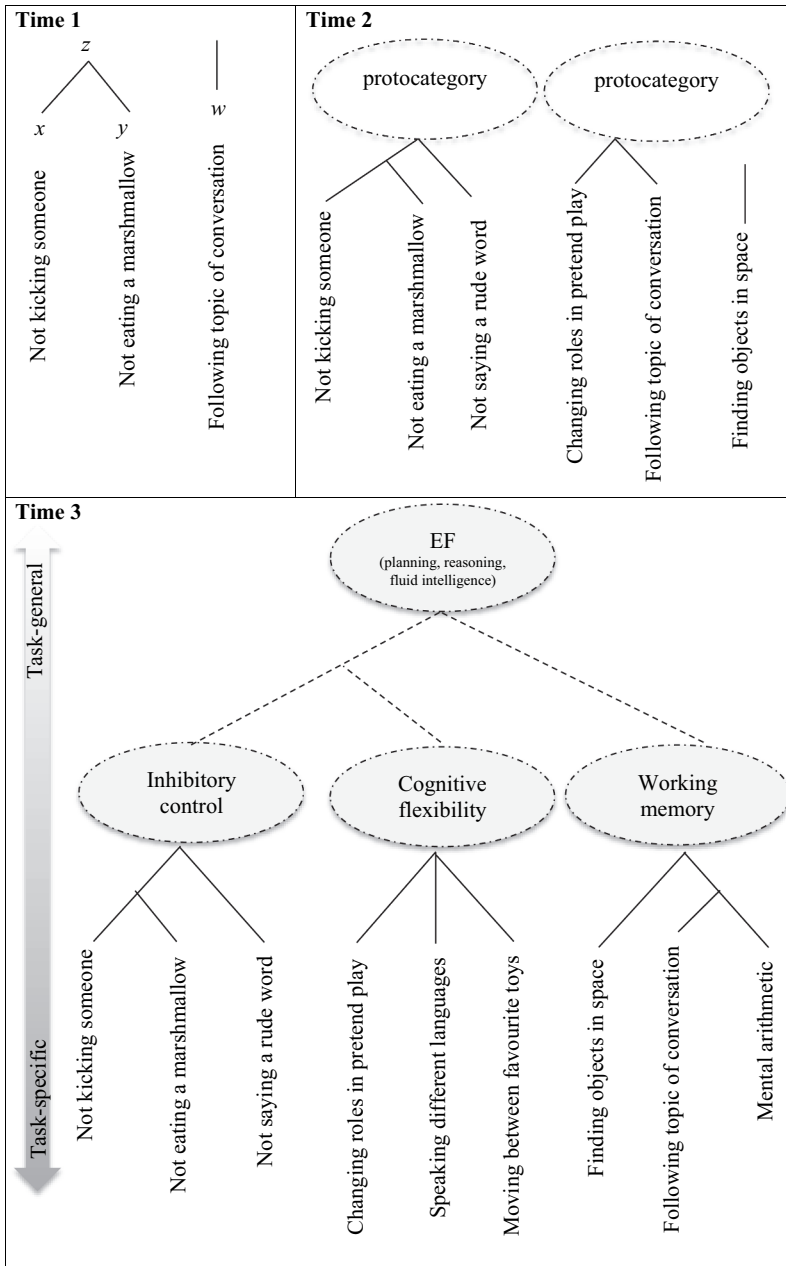 Time 1
z
x
y
w
Not kicking someone
Not eating a marshmallow
Following topic of conversation
Time 2
protocategory
protocategory
Not kicking someone
Not eating a marshmallow
Not saying a rude word
Changing roles in pretend play
Following topic of conversation
Finding objects in space
Time 3
Task-general
Task-specific
EF
(planning, reasoning,
fluid intelligence)
Inhibitory
control
Cognitive
flexibility
Working
memory
Not kicking someone
Not eating a marshmallow
Not saying a rude word
Changing roles in pretend play
Speaking different languages
Moving between favourite toys
Finding objects in space
Following topic of conversation
Mental arithmetic